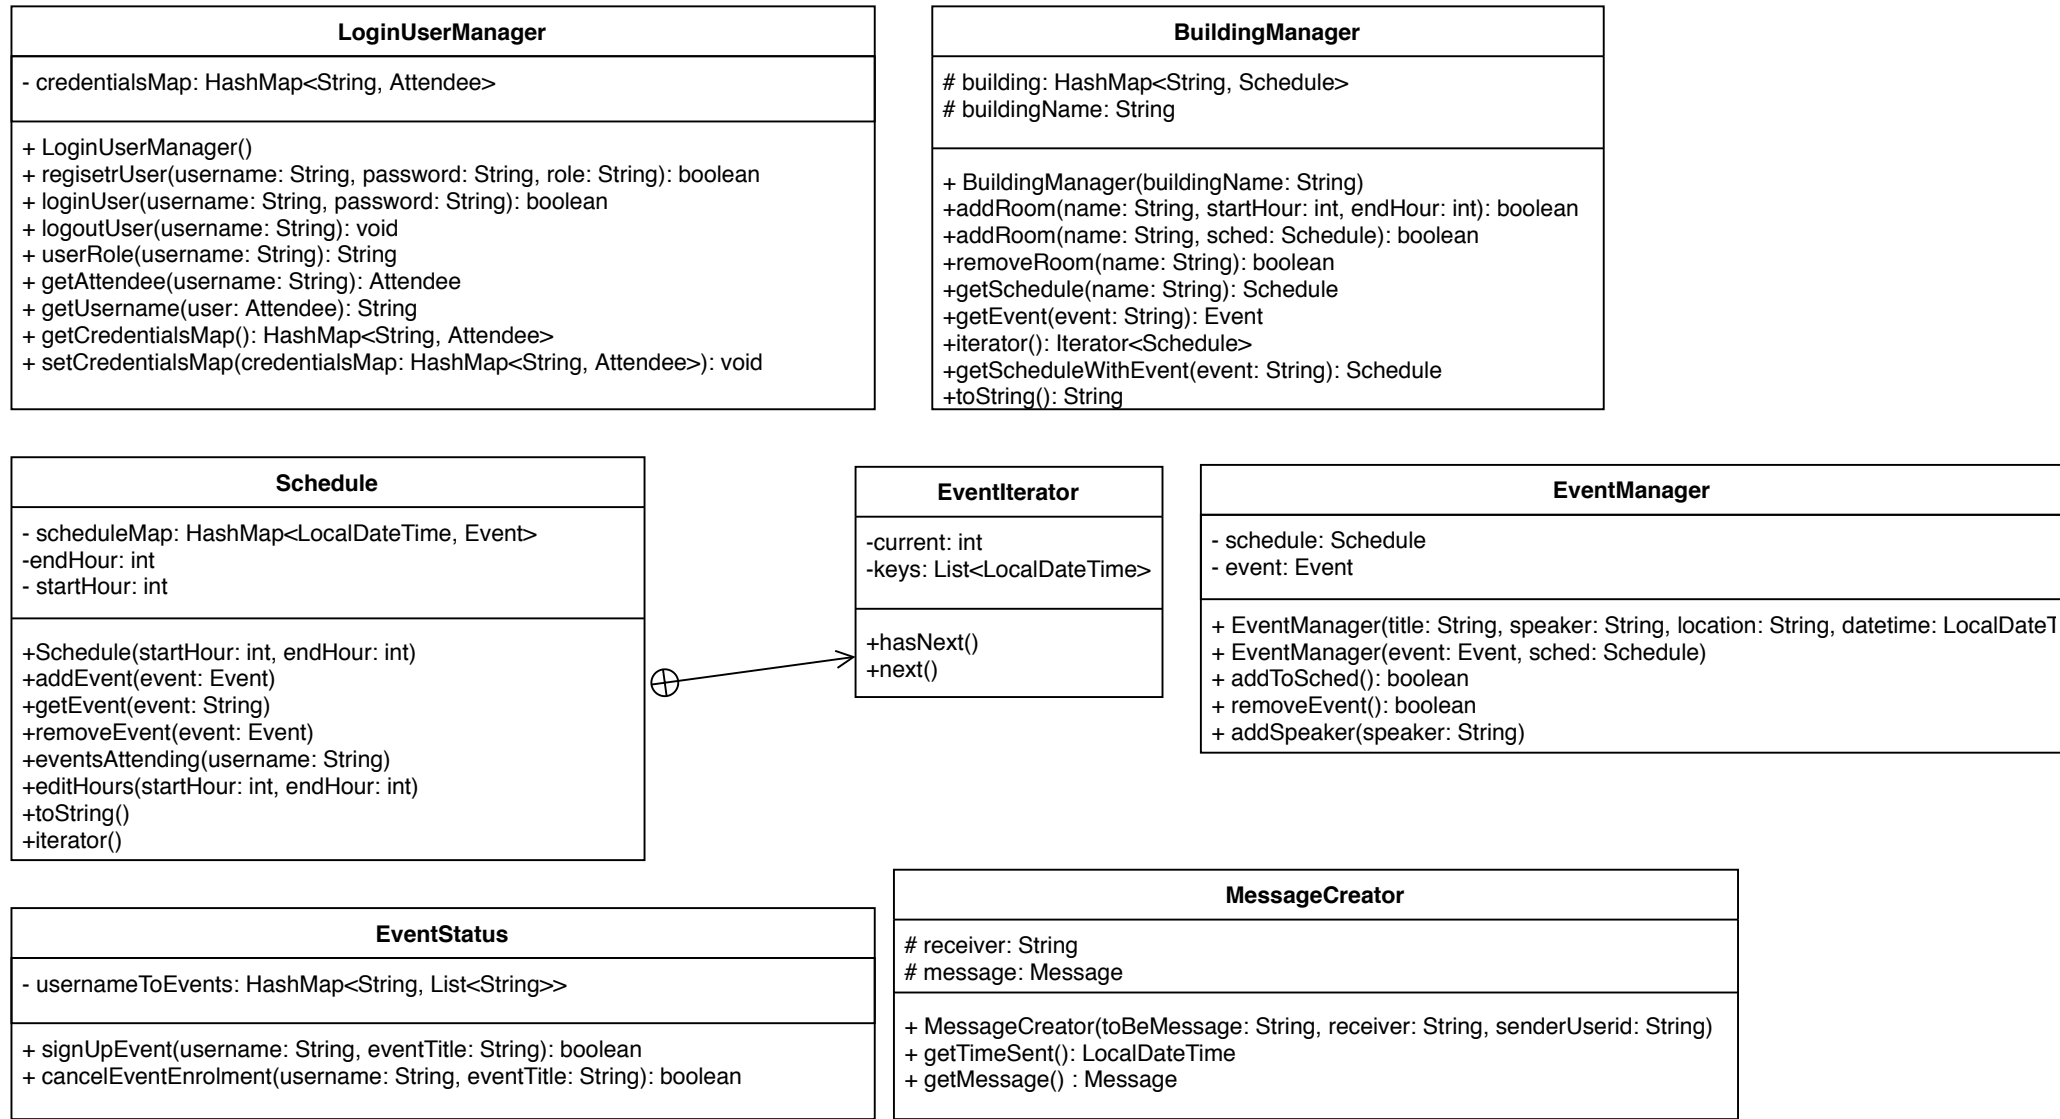 LoginUserManager
- credentialsMap: HashMap<String, Attendee>
+ LoginUserManager()
+ regisetrUser(username: String, password: String, role: String): boolean
+ loginUser(username: String, password: String): boolean
+ logoutUser(username: String): void
+ userRole(username: String): String
+ getAttendee(username: String): Attendee
+ getUsername(user: Attendee): String
+ getCredentialsMap(): HashMap<String, Attendee>
+ setCredentialsMap(credentialsMap: HashMap<String, Attendee>): void
BuildingManager
# building: HashMap<String, Schedule>
# buildingName: String
+ BuildingManager(buildingName: String)
+addRoom(name: String, startHour: int, endHour: int): boolean
+addRoom(name: String, sched: Schedule): boolean
+removeRoom(name: String): boolean
+getSchedule(name: String): Schedule
+getEvent(event: String): Event
+iterator(): Iterator<Schedule>
+getScheduleWithEvent(event: String): Schedule
+toString(): String
Schedule
- scheduleMap: HashMap<LocalDateTime, Event>
-endHour: int
- startHour: int
+Schedule(startHour: int, endHour: int)
+addEvent(event: Event)
+getEvent(event: String)
+removeEvent(event: Event)
+eventsAttending(username: String)
+editHours(startHour: int, endHour: int)
+toString()
+iterator()
EventIterator
-current: int
-keys: List<LocalDateTime>
+hasNext()
+next()
EventManager
- schedule: Schedule
- event: Event
+ EventManager(title: String, speaker: String, location: String, datetime: LocalDateT
+ EventManager(event: Event, sched: Schedule)
+ addToSched(): boolean
+ removeEvent(): boolean
+ addSpeaker(speaker: String)
EventStatus
- usernameToEvents: HashMap<String, List<String>>
+ signUpEvent(username: String, eventTitle: String): boolean
+ cancelEventEnrolment(username: String, eventTitle: String): boolean
MessageCreator
# receiver: String
# message: Message
+ MessageCreator(toBeMessage: String, receiver: String, senderUserid: String)
+ getTimeSent(): LocalDateTime
+ getMessage() : Message